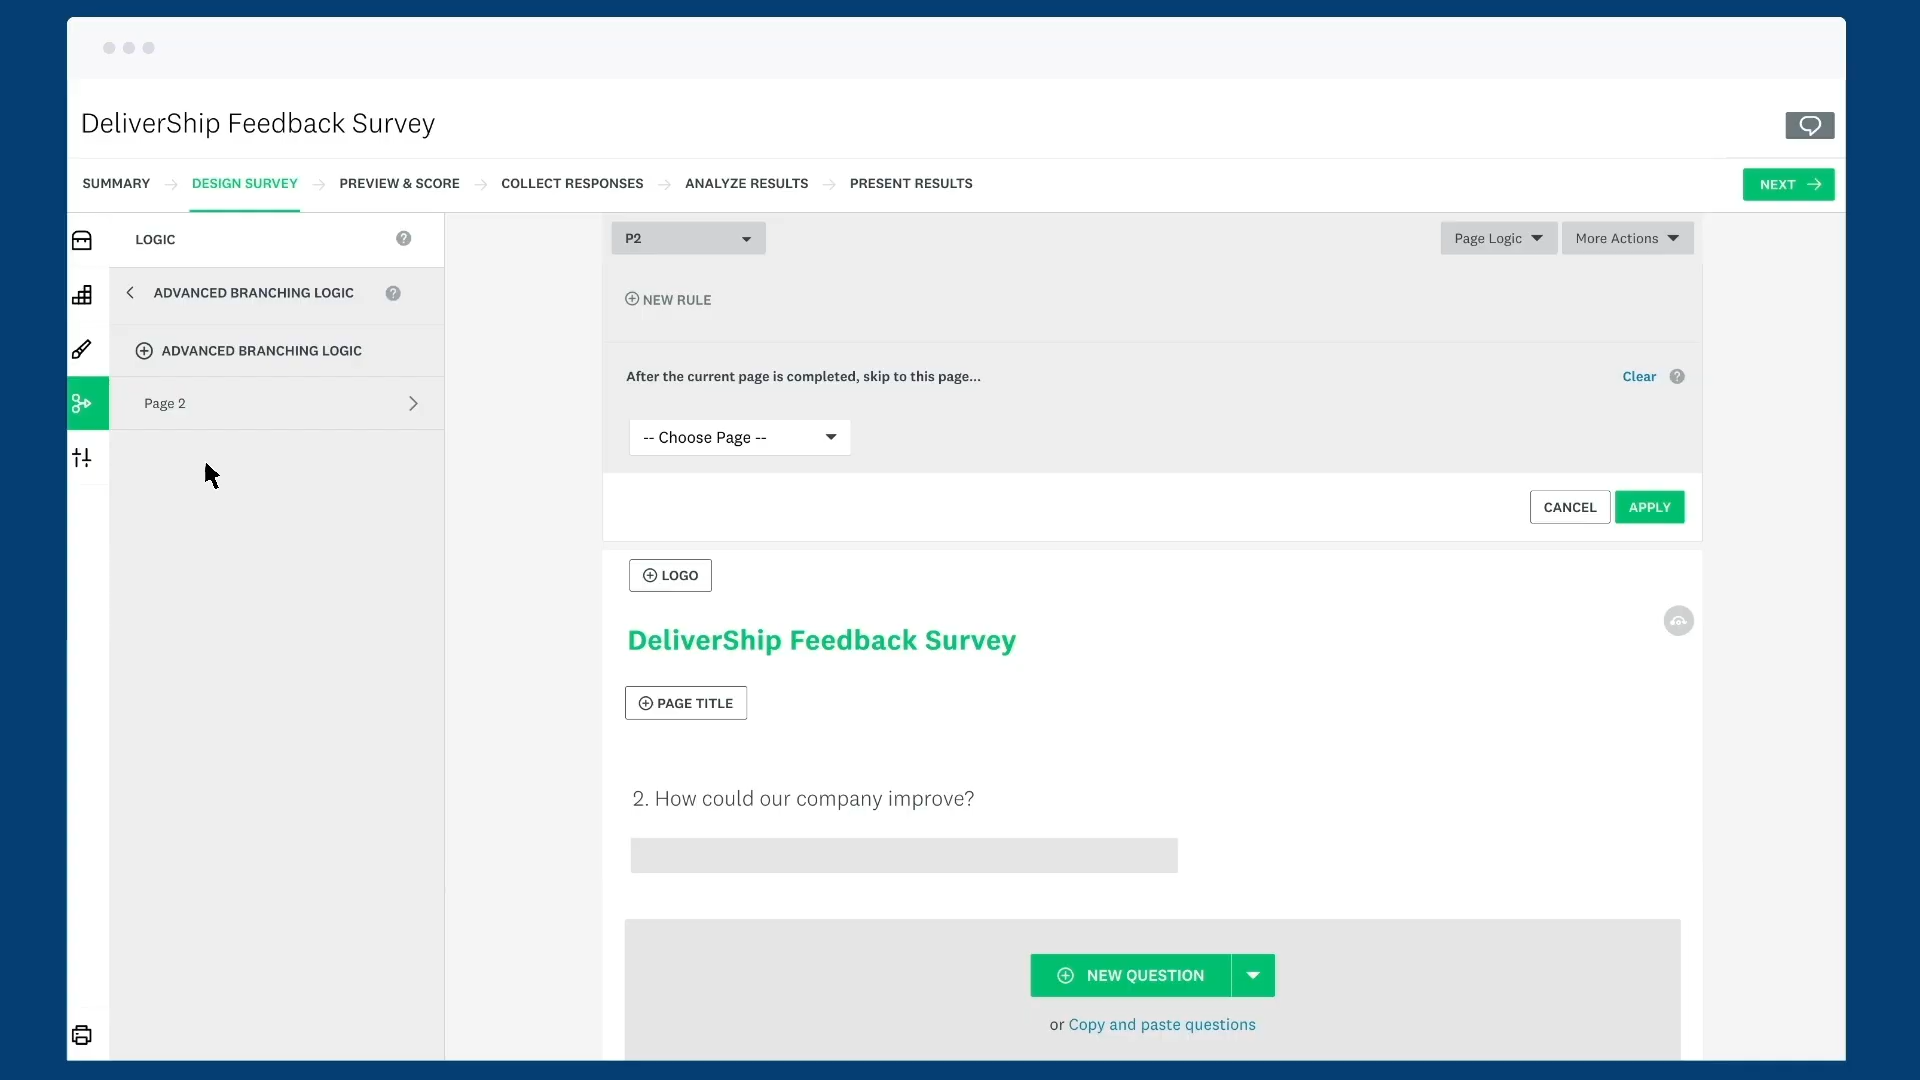 DeliverShip Feedback Survey
SUMMARY
DESIGN SURVEY
PREVIEW & SCORE
COLLECT RESPONSES
ANALYZE RESULTS
PRESENT RESULTS
NEXT
LOGIC
?
ADVANCED BRANCHING LOGIC
?
ADVANCED BRANCHING LOGIC
Page 2
P2
Page Logic
More Actions
NEW RULE
After the current page is completed, skip to this page...
Clear
?
-- Choose Page --
CANCEL
APPLY
LOGO
DeliverShip Feedback Survey
PAGE TITLE
2. How could our company improve?
NEW QUESTION
or Copy and paste questions